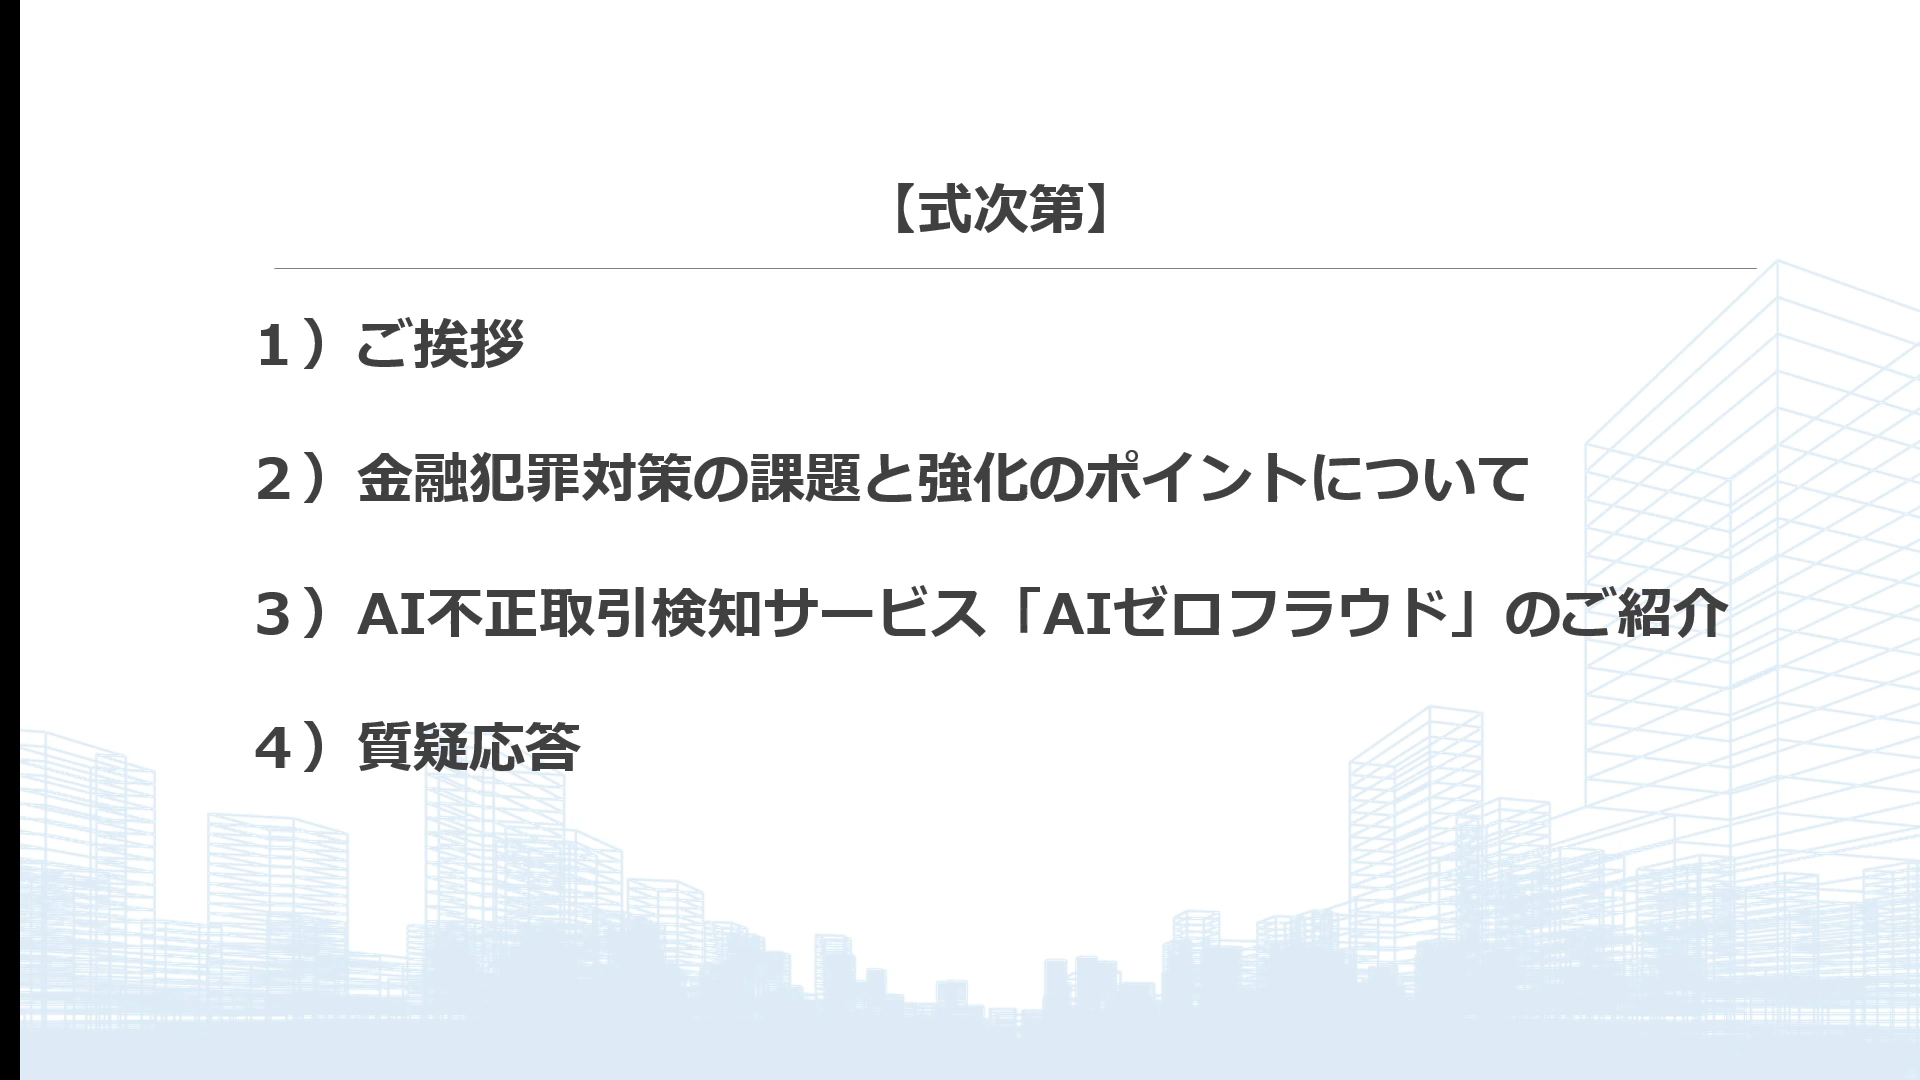 【式次第】
１）ご挨拶
２）金融犯罪対策の課題と強化のポイントについて
３）AI不正取引検知サービス「AIゼロフラウド」のご紹介
４）質疑応答